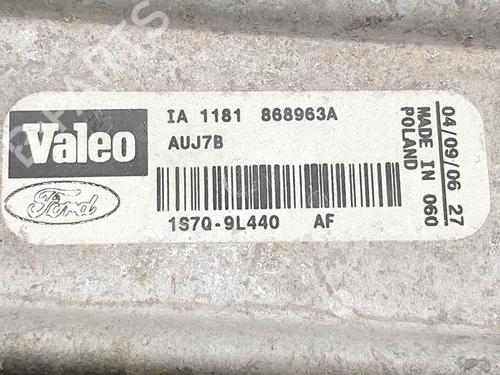 Valeo
IA 1181 868963A
AUJ7B
Ford
1S7Q-9L440 AF
04/09/06 27
MADE IN 060
POLAND